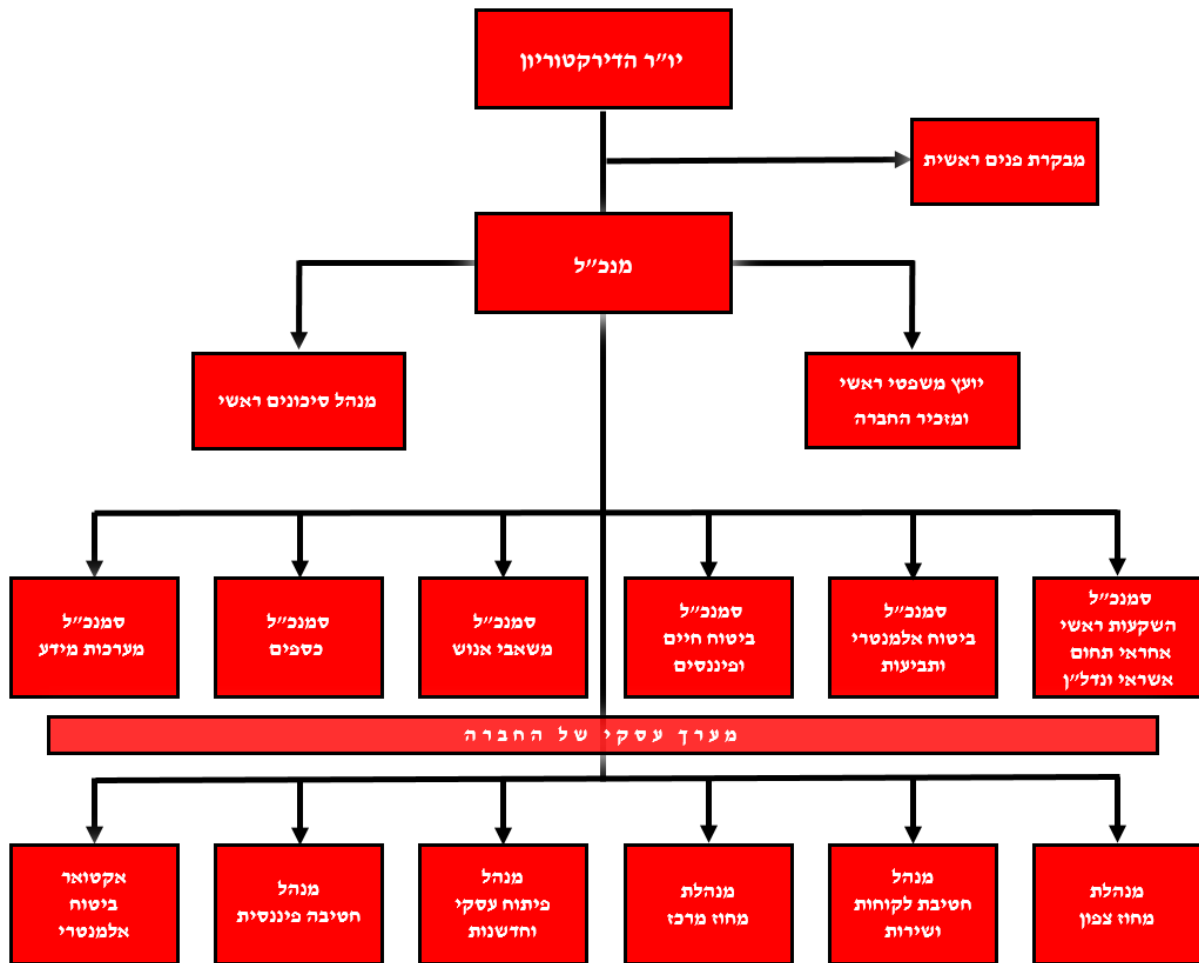 יו"ר הדירקטוריון
מבקרת פנים ראשית
מנכ"ל
יועץ משפטי ראשי
ומזכיר החברה
מנהל סיכונים ראשי
סמנכ"ל
השקעות ראשי
אחראי תחום
אשראי ונדל"ן
סמנכ"ל
ביטוח אלמנטרי
ותביעות
סמנכ"ל
ביטוח חיים
ופיננסים
סמנכ"ל
משאבי אנוש
סמנכ"ל
כספים
סמנכ"ל
מערכות מידע
מערך עסקי של החברה
מנהלת
מחוז צפון
מנהל
חטיבת לקוחות
ושירות
מנהלת
מחוז מרכז
מנהל
פיתוח עסקי
וחדשנות
מנהל
חטיבה פיננסית
אקטואר
ביטוח
אלמנטרי